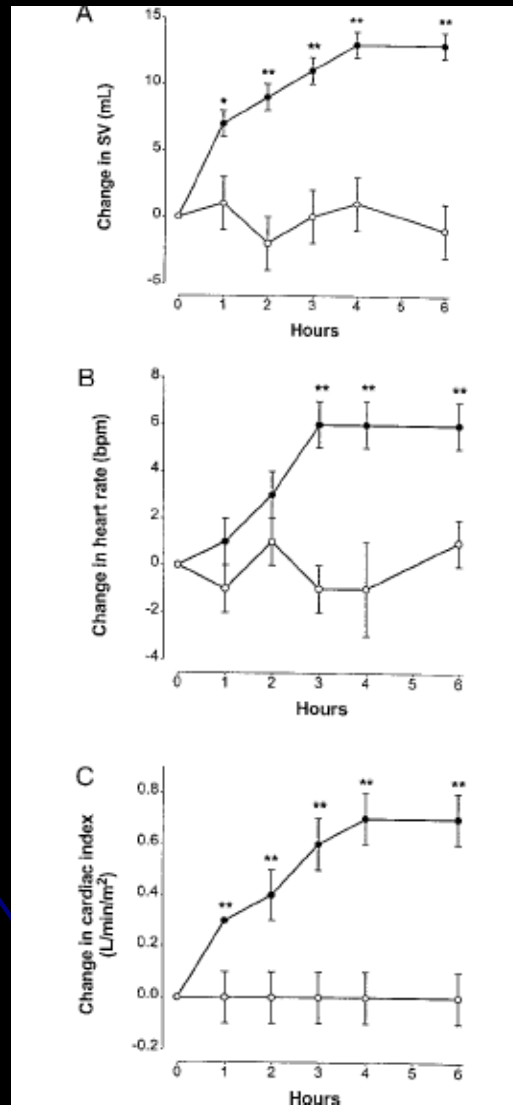 A
Change in SV (mL)
15
10
5
0
-5
* ** ** ** **
0 1 2 3 4 5 6
Hours
B
Change in heart rate (bpm)
8
6
4
2
0
-2
-4
** ** **
0 1 2 3 4 5 6
Hours
C
Change in cardiac index
(L/min/m²)
0.8
0.6
0.4
0.2
0.0
-0.2
** ** ** ** **
0 1 2 3 4 5 6
Hours